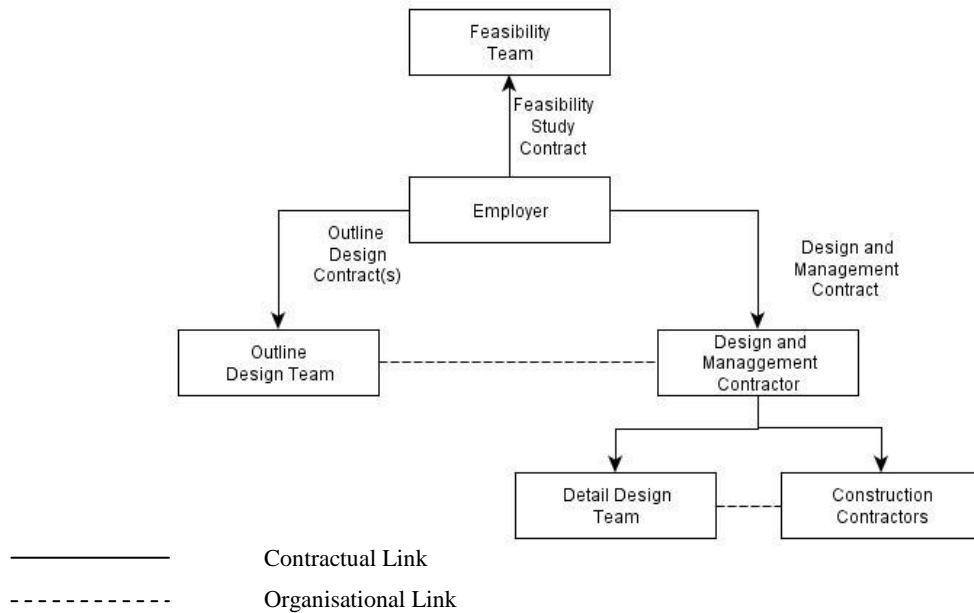 Feasibility
Team
Feasibility
Study
Contract
Employer
Outline
Design
Contract(s)
Design and
Management
Contract
Outline
Design Team
Design and
Managgement
Contractor
Detail Design
Team
Construction
Contractors
Contractual Link
Organisational Link